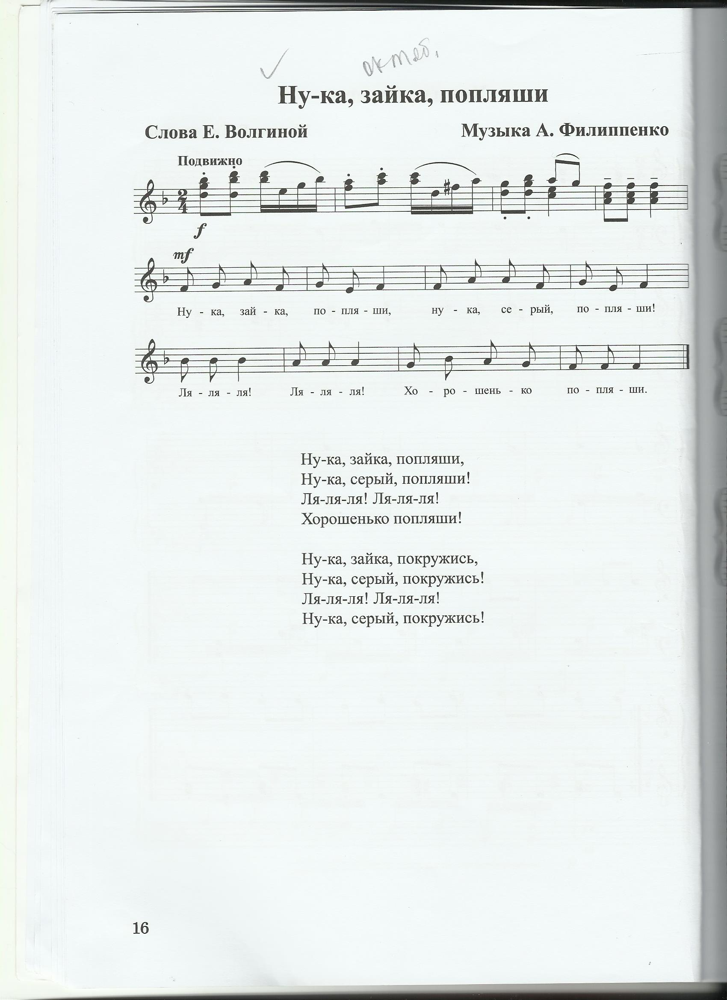 октяб.
Ну-ка, зайка, попляши
Слова Е. Волгиной
Музыка А. Филиппенко
Подвижно
f
mf
Ну - ка, зай - ка, по - пля - ши, ну - ка, се - рый, по - пля - ши!
Ля - ля - ля! Ля - ля - ля! Хо - ро - шень - ко по - пля - ши.
Ну-ка, зайка, попляши,
Ну-ка, серый, попляши!
Ля-ля-ля! Ля-ля-ля!
Хорошенько попляши!
Ну-ка, зайка, покружись,
Ну-ка, серый, покружись!
Ля-ля-ля! Ля-ля-ля!
Ну-ка, серый, покружись!
16